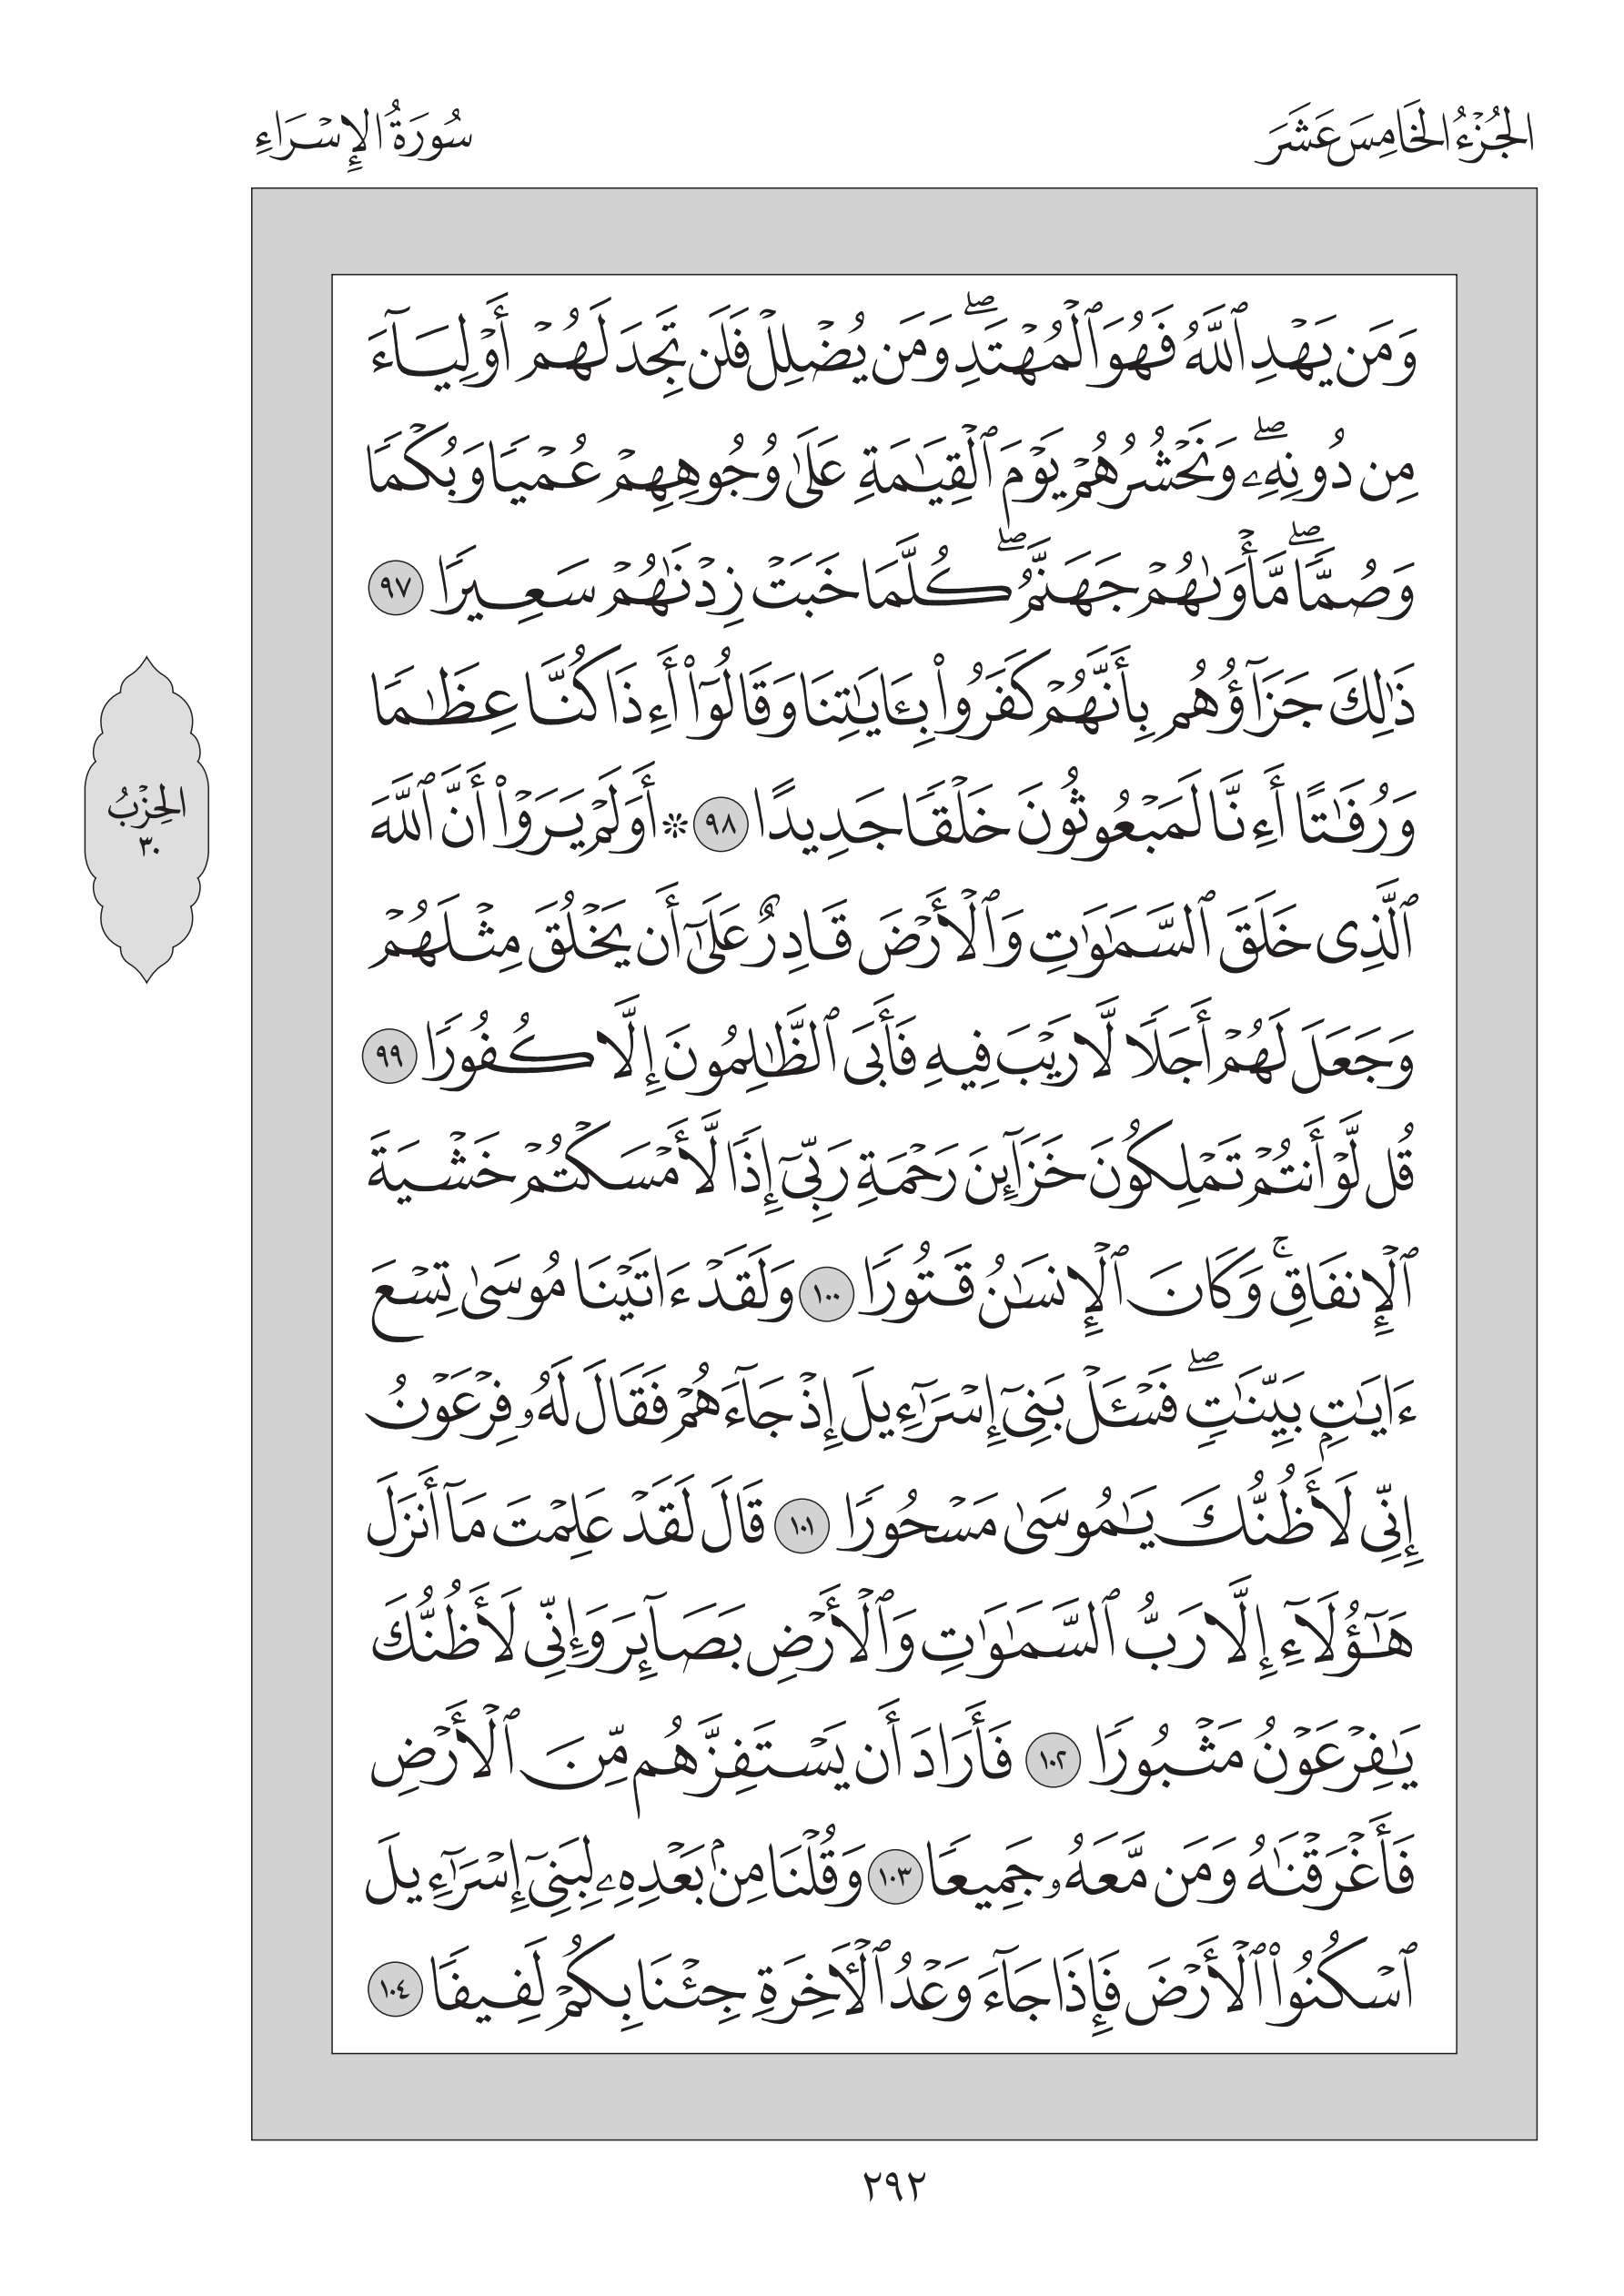 الجُزْءُ الخَامِسَ عَشَرَ
سُورَةُ الإِسْرَاءِ
وَمَن يَهْدِ ٱللَّهُ فَهُوَ ٱلْمُهْتَدِۖ وَمَن يُضْلِلْ فَلَن تَجِدَ لَهُمْ أَوْلِيَآءَ
مِن دُونِهِۦۖ وَنَحْشُرُهُمْ يَوْمَ ٱلْقِيَٰمَةِ عَلَىٰ وُجُوهِهِمْ عُمْيًا وَبُكْمًا
وَصُمًّاۖ مَّأْوَىٰهُمْ جَهَنَّمُۖ كُلَّمَا خَبَتْ زِدْنَٰهُمْ سَعِيرًا ٩٧
ذَٰلِكَ جَزَآؤُهُم بِأَنَّهُمْ كَفَرُوا۟ بِـَٔايَٰتِنَا وَقَالُوٓا۟ أَءِذَا كُنَّا عِظَٰمًا
وَرُفَٰتًا أَءِنَّا لَمَبْعُوثُونَ خَلْقًا جَدِيدًا ٩٨ ۞ أَوَلَمْ يَرَوْا۟ أَنَّ ٱللَّهَ
ٱلَّذِى خَلَقَ ٱلسَّمَٰوَٰتِ وَٱلْأَرْضَ قَادِرٌ عَلَىٰٓ أَن يَخْلُقَ مِثْلَهُمْ
وَجَعَلَ لَهُمْ أَجَلًا لَّا رَيْبَ فِيهِ فَأَبَى ٱلظَّٰلِمُونَ إِلَّا كُفُورًا ٩٩
قُل لَّوْ أَنتُمْ تَمْلِكُونَ خَزَآئِنَ رَحْمَةِ رَبِّىٓ إِذًا لَّأَمْسَكْتُمْ خَشْيَةَ
ٱلْإِنفَاقِۚ وَكَانَ ٱلْإِنسَٰنُ قَتُورًا ١٠٠ وَلَقَدْ ءَاتَيْنَا مُوسَىٰ تِسْعَ
ءَايَٰتٍۭ بَيِّنَٰتٍۖ فَسْـَٔلْ بَنِىٓ إِسْرَٰٓءِيلَ إِذْ جَآءَهُمْ فَقَالَ لَهُۥ فِرْعَوْنُ
إِنِّى لَأَظُنُّكَ يَٰمُوسَىٰ مَسْحُورًا ١٠١ قَالَ لَقَدْ عَلِمْتَ مَآ أَنزَلَ
هَٰٓؤُلَآءِ إِلَّا رَبُّ ٱلسَّمَٰوَٰتِ وَٱلْأَرْضِ بَصَآئِرَ وَإِنِّى لَأَظُنُّكَ
يَٰفِرْعَوْنُ مَثْبُورًا ١٠٢ فَأَرَادَ أَن يَسْتَفِزَّهُم مِّنَ ٱلْأَرْضِ
فَأَغْرَقْنَٰهُ وَمَن مَّعَهُۥ جَمِيعًا ١٠٣ وَقُلْنَا مِنۢ بَعْدِهِۦ لِبَنِىٓ إِسْرَٰٓءِيلَ
ٱسْكُنُوا۟ ٱلْأَرْضَ فَإِذَا جَآءَ وَعْدُ ٱلْـَٔاخِرَةِ جِئْنَا بِكُمْ لَفِيفًا ١٠٤
الحِزْبُ
٣٠
٢٩٢